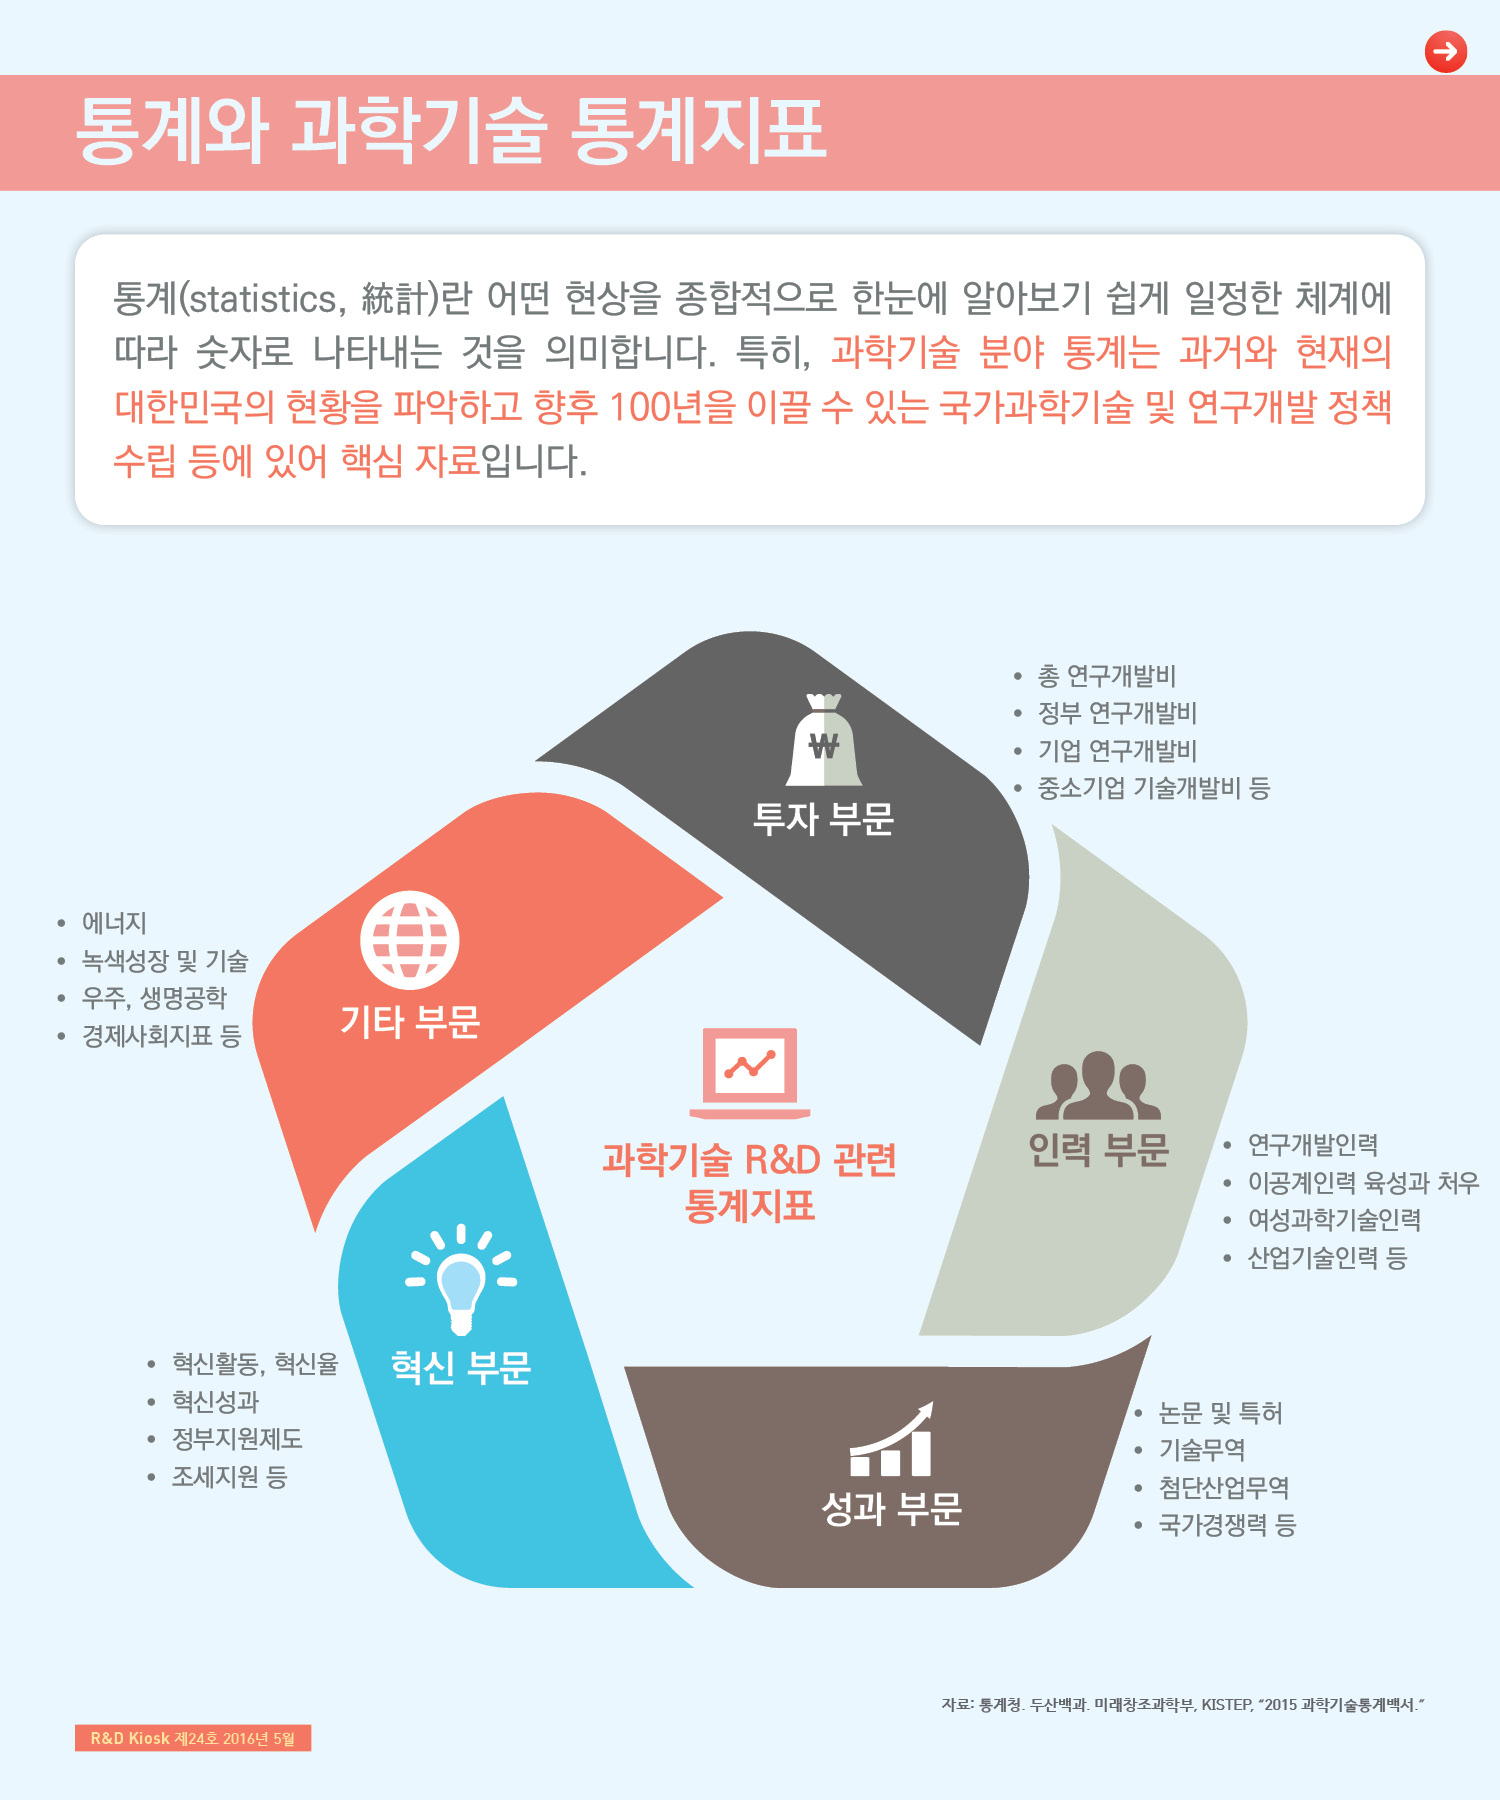 통계와 과학기술 통계지표
통계(statistics, 統計)란 어떤 현상을 종합적으로 한눈에 알아보기 쉽게 일정한 체계에
따라 숫자로 나타내는 것을 의미합니다. 특히, 과학기술 분야 통계는 과거와 현재의
대한민국의 현황을 파악하고 향후 100년을 이끌 수 있는 국가과학기술 및 연구개발 정책
수립 등에 있어 핵심 자료입니다.
₩
투자 부문
• 총 연구개발비
• 정부 연구개발비
• 기업 연구개발비
• 중소기업 기술개발비 등
기타 부문
• 에너지
• 녹색성장 및 기술
• 우주, 생명공학
• 경제사회지표 등
과학기술 R&D 관련
통계지표
인력 부문
• 연구개발인력
• 이공계인력 육성과 처우
• 여성과학기술인력
• 산업기술인력 등
혁신 부문
• 혁신활동, 혁신율
• 혁신성과
• 정부지원제도
• 조세지원 등
성과 부문
• 논문 및 특허
• 기술무역
• 첨단산업무역
• 국가경쟁력 등
자료: 통계청. 두산백과. 미래창조과학부, KISTEP, “2015 과학기술통계백서.”
R&D Kiosk 제24호 2016년 5월